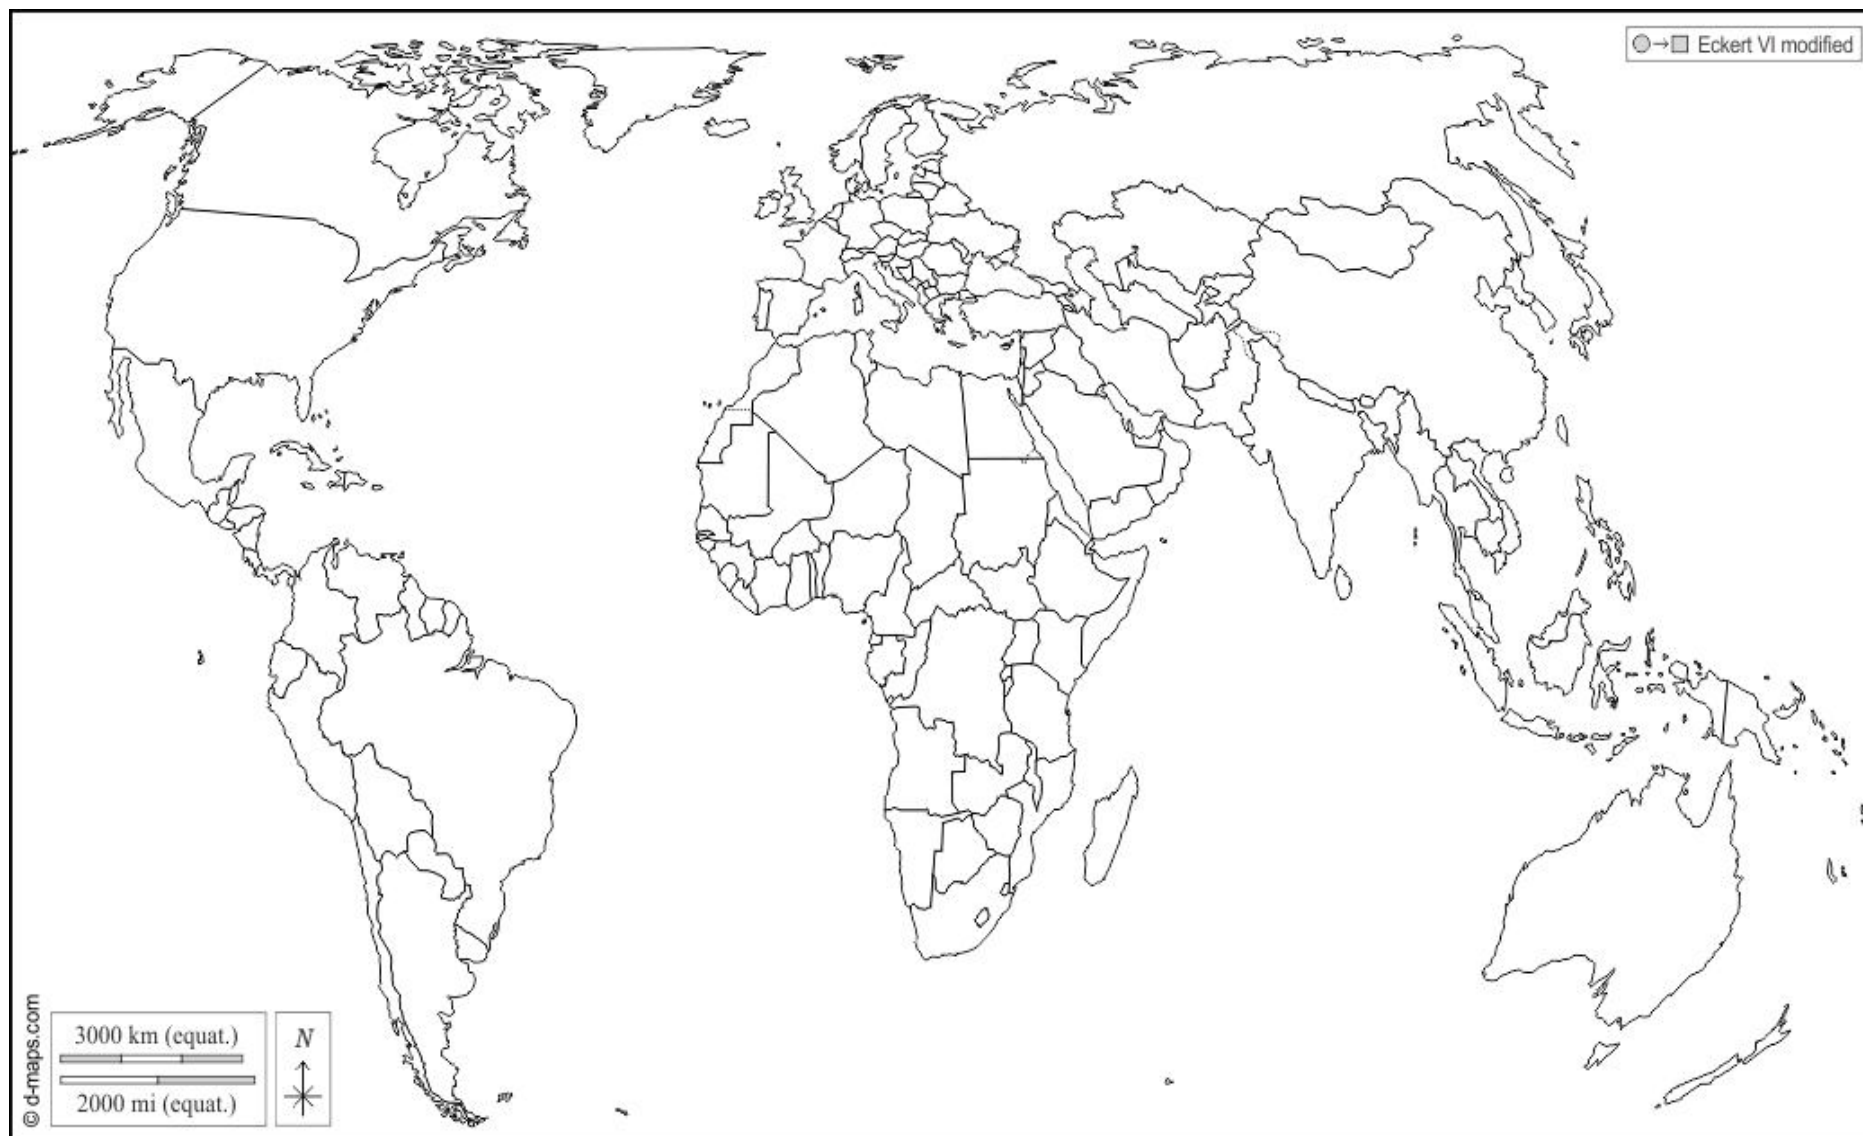 ○→□ Eckert VI modified
© d-maps.com
3000 km (equat.)
2000 mi (equat.)
N